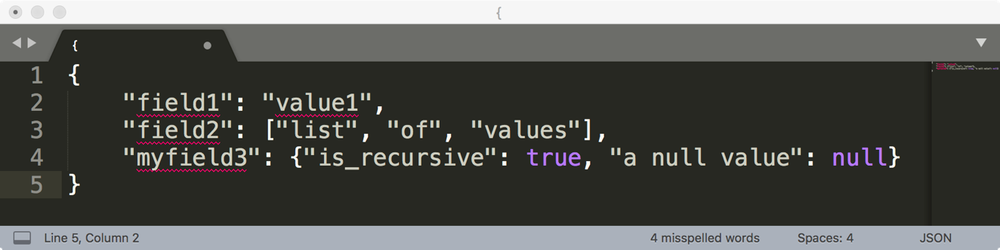 {
{
1 {
2     "field1": "value1",
3     "field2": ["list", "of", "values"],
4     "myfield3": {"is_recursive": true, "a null value": null}
5 }
Line 5, Column 2 4 misspelled words Spaces: 4 JSON